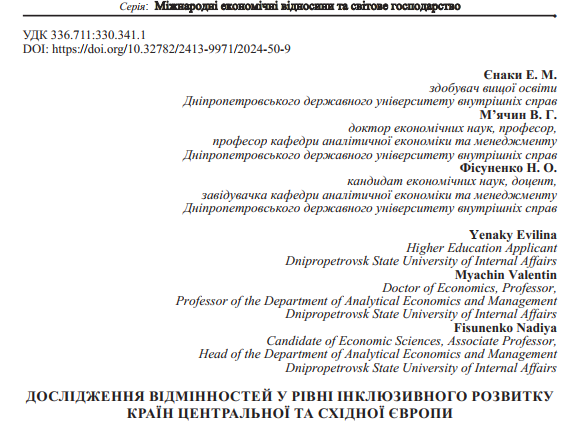 Серія: Міжнародні економічні відносини та світове господарство
УДК 336.711:330.341.1
DOI: https://doi.org/10.32782/2413-9971/2024-50-9
Єнаки Е. М.
здобувач вищої освіти
Дніпропетровського державного університету внутрішніх справ
М’ячин В. Г.
доктор економічних наук, професор,
професор кафедри аналітичної економіки та менеджменту
Дніпропетровського державного університету внутрішніх справ
Фісуненко Н. О.
кандидат економічних наук, доцент,
завідувачка кафедри аналітичної економіки та менеджменту
Дніпропетровського державного університету внутрішніх справ
Yenaky Evilina
Higher Education Applicant
Dnipropetrovsk State University of Internal Affairs
Myachin Valentin
Doctor of Economics, Professor,
Professor of the Department of Analytical Economics and Management
Dnipropetrovsk State University of Internal Affairs
Fisunenko Nadiya
Candidate of Economic Sciences, Associate Professor,
Head of the Department of Analytical Economics and Management
Dnipropetrovsk State University of Internal Affairs
ДОСЛІДЖЕННЯ ВІДМІННОСТЕЙ У РІВНІ ІНКЛЮЗИВНОГО РОЗВИТКУ
КРАЇН ЦЕНТРАЛЬНОЇ ТА СХІДНОЇ ЄВРОПИ